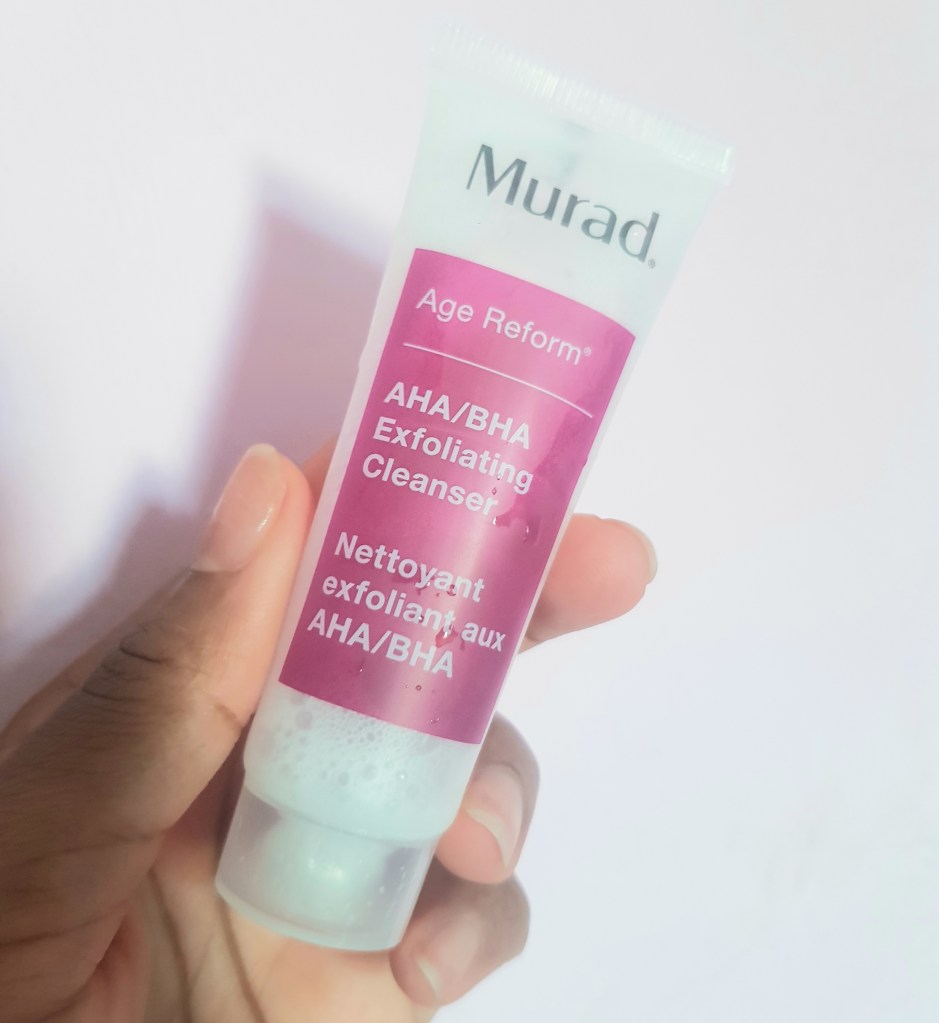 Murad®
Age Reform®
AHA/BHA
Exfoliating
Cleanser
Nettoyant
exfoliant aux
AHA/BHA